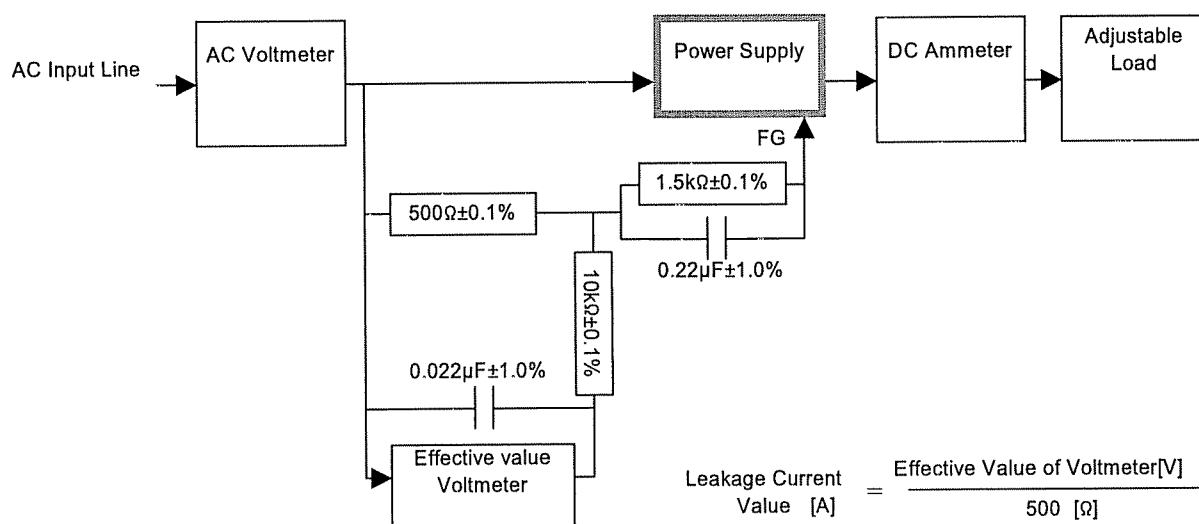 AC Input Line
AC Voltmeter
Power Supply
DC Ammeter
Adjustable
Load
FG
1.5kΩ±0.1%
500Ω±0.1%
0.22µF±1.0%
10kΩ±0.1%
0.022µF±1.0%
Effective value
Voltmeter
Leakage Current
Value [A]
=
Effective Value of Voltmeter[V]
500 [Ω]